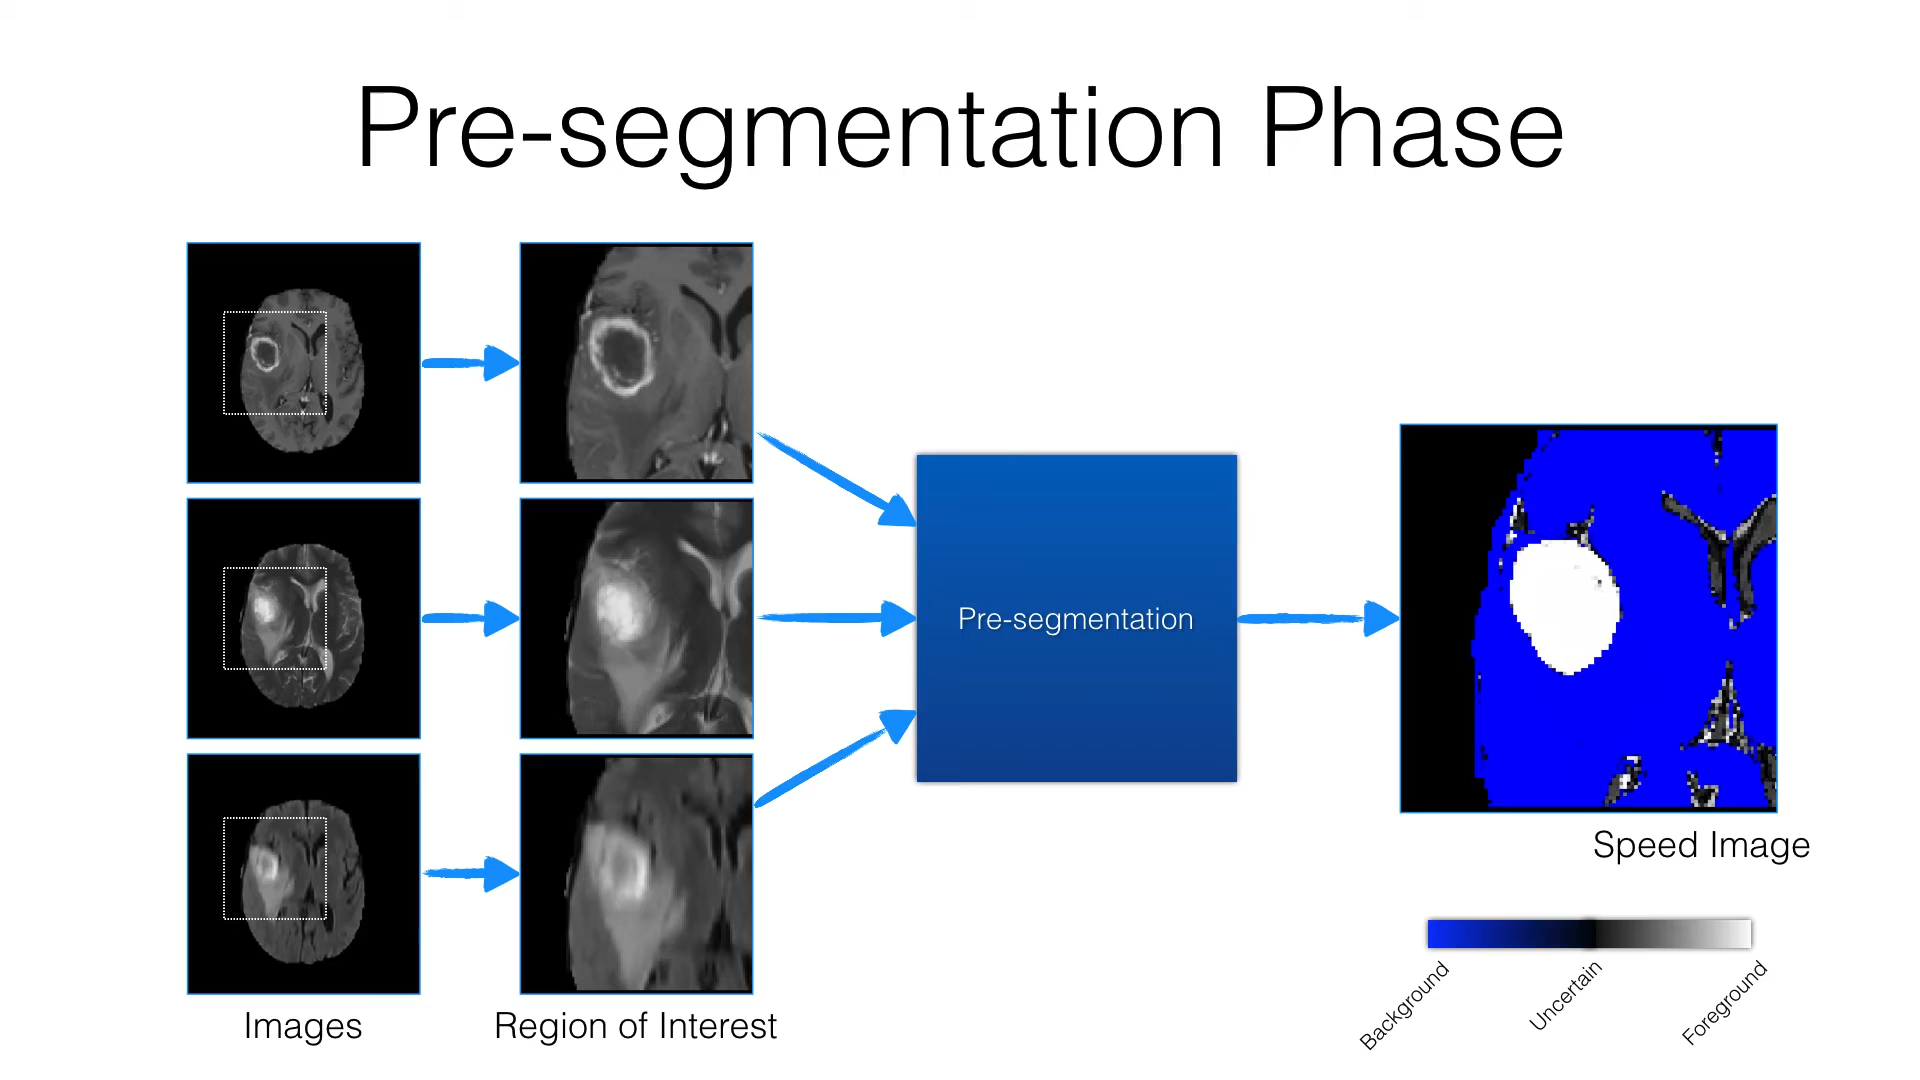 Pre-segmentation Phase
Pre-segmentation
Speed Image
Background
Uncertain
Foreground
Images
Region of Interest